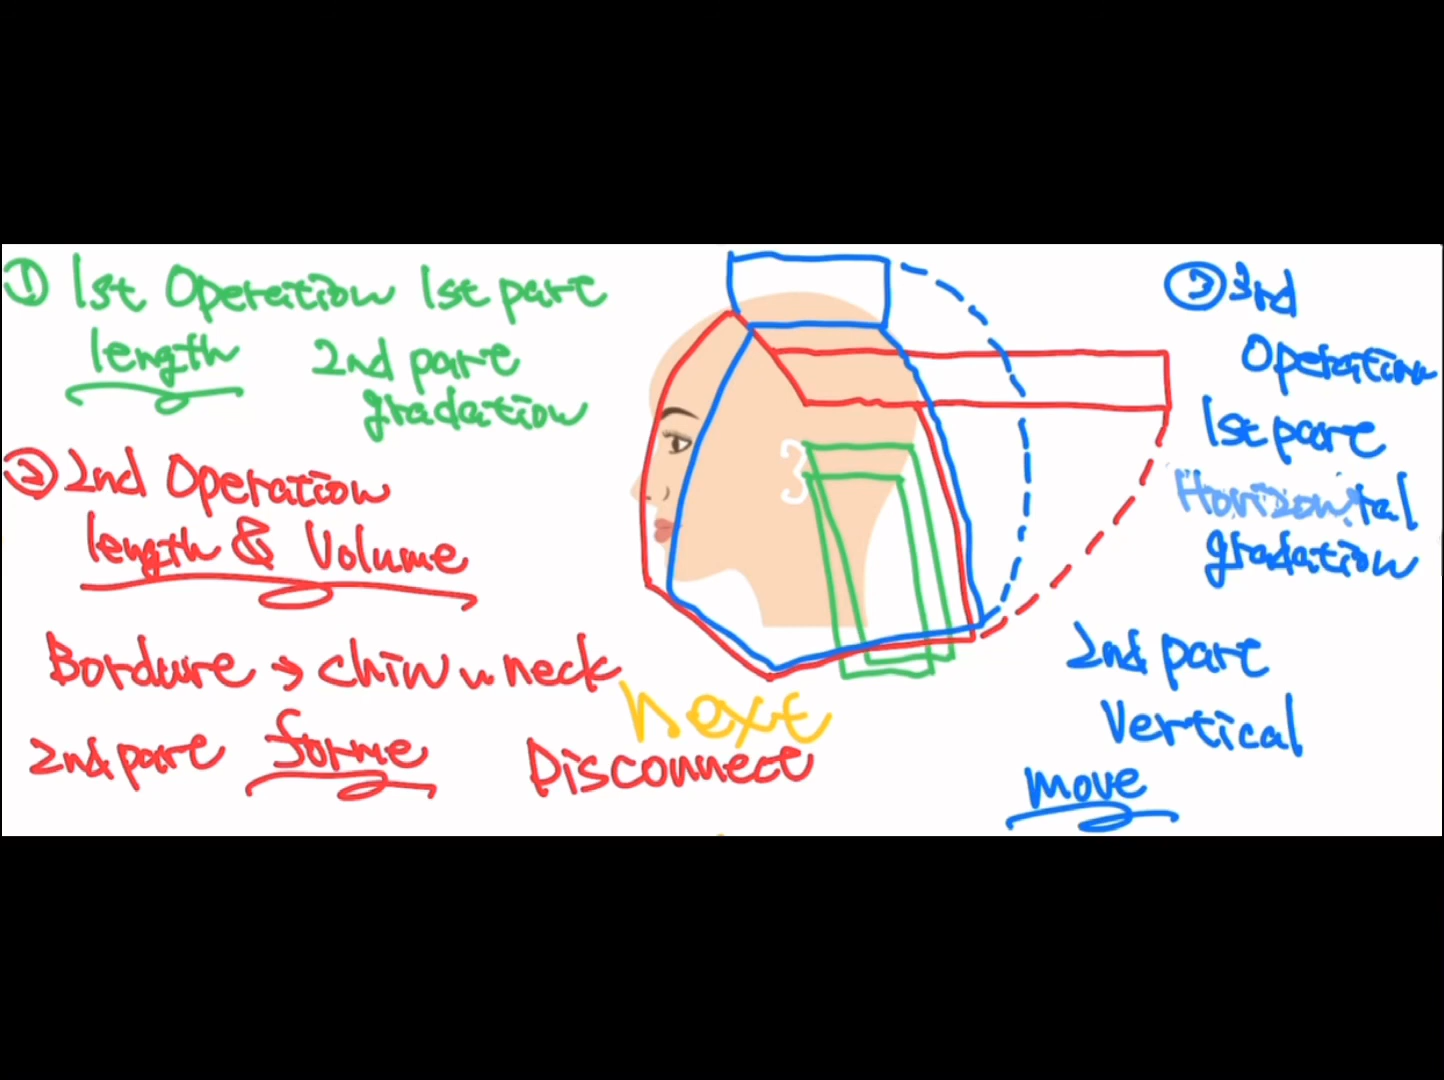 ① 1st Operation 1st part
length 2nd part
gradation
② 2nd Operation
length & Volume
Bordure → chin ~ neck
2nd part forme
Next
Disconnect
③ 3rd
Operation
1st part
Horizontal
gradation
2nd part
Vertical
move